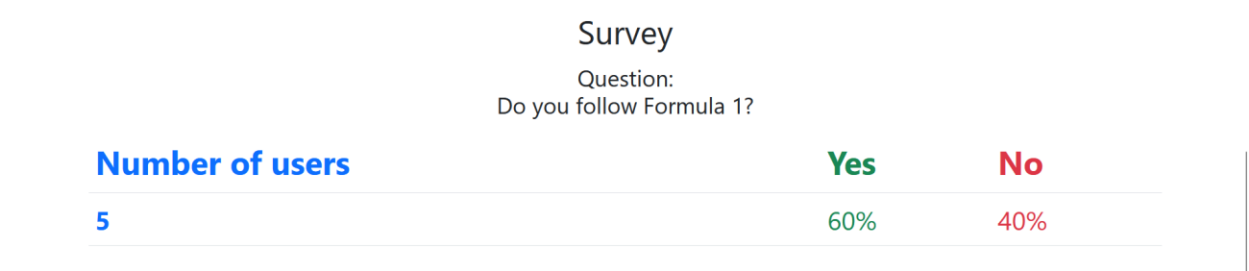 Survey
Question:
Do you follow Formula 1?
Number of users Yes No
5 60% 40%